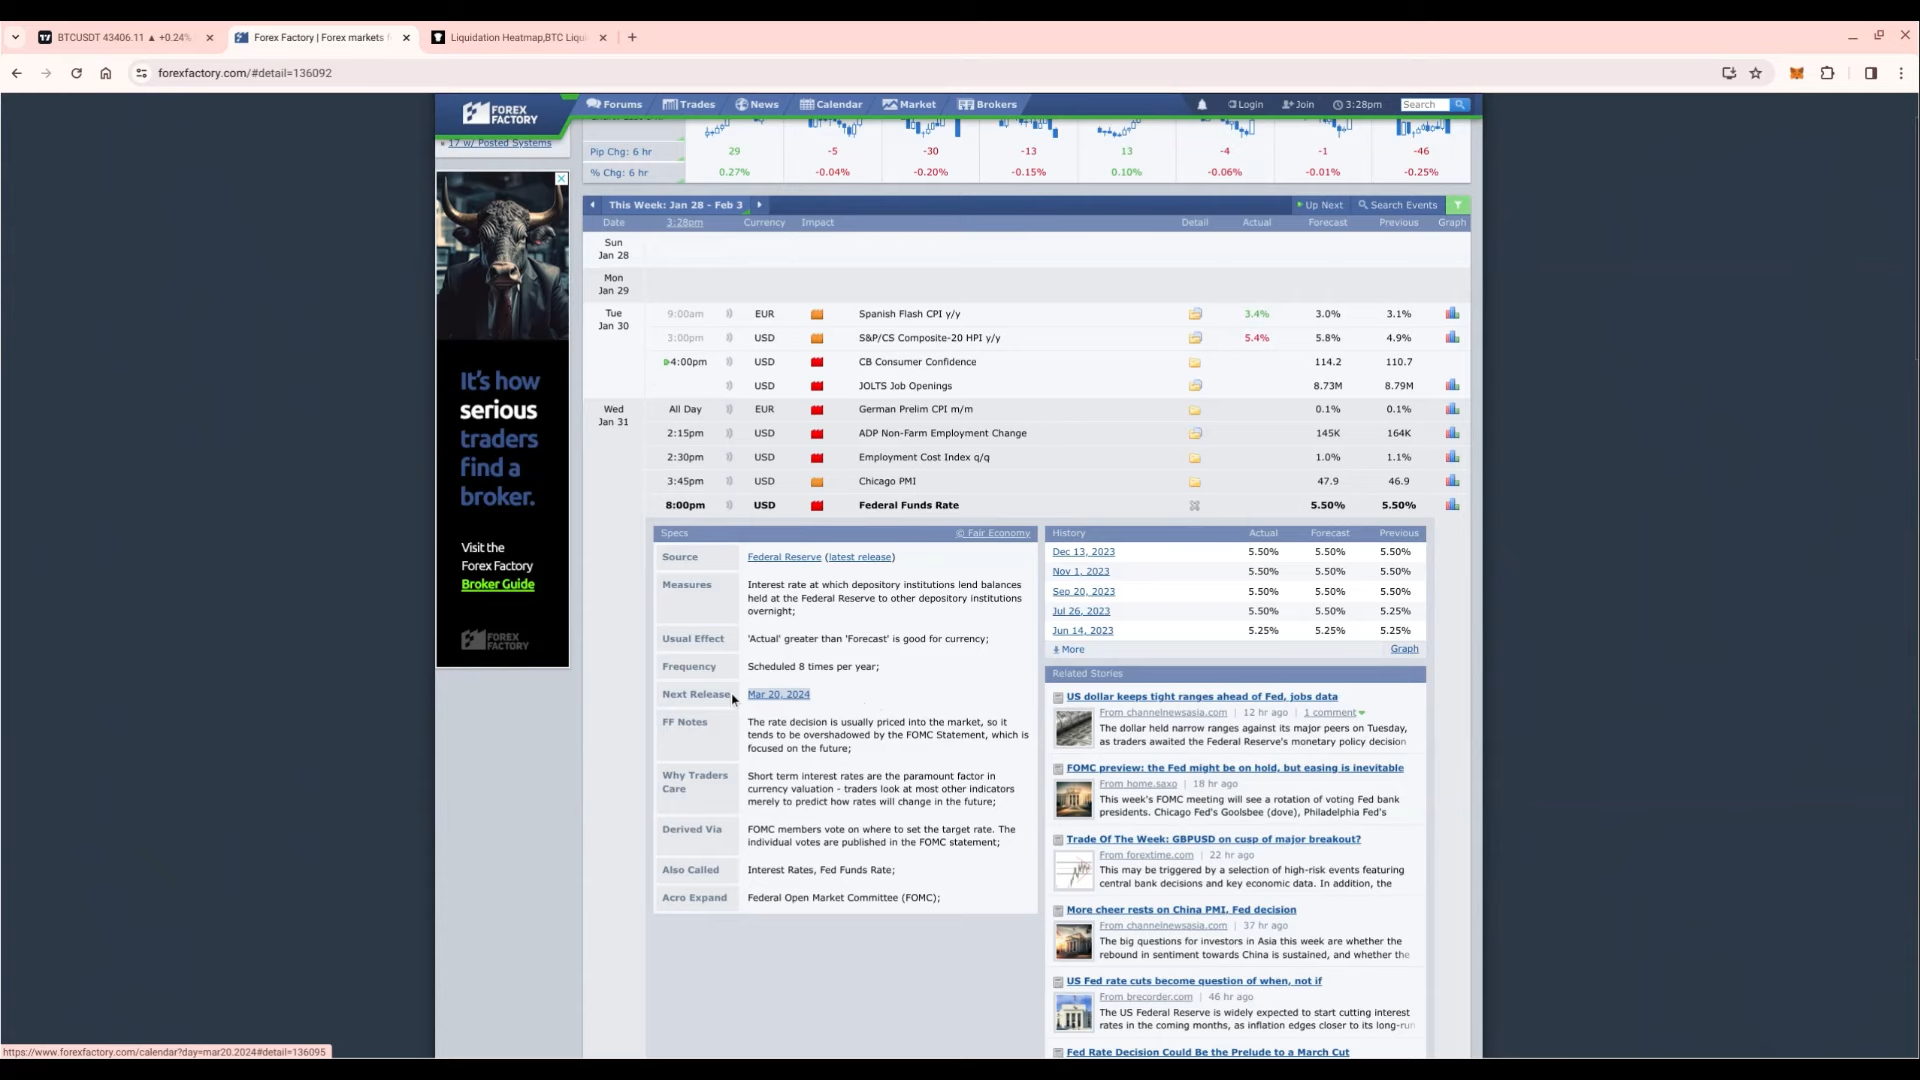 BTCUSDT 43406.11 ▲ +0.24%
Forex Factory | Forex markets f
Liquidation Heatmap,BTC Liqu
forexfactory.com/#detail=136092
FOREX
FACTORY
Forums
Trades
News
Calendar
Market
Brokers
Login
Join
3:28pm
Search
17 w/ Posted Systems
Pip Chg: 6 hr 29 -5 -30 -13 13 -4 -1 -46
% Chg: 6 hr 0.27% -0.04% -0.20% -0.15% 0.10% -0.06% -0.01% -0.25%
It's how
serious
traders
find a
broker.
Visit the
Forex Factory
Broker Guide
FOREX
FACTORY
This Week: Jan 28 - Feb 3
Up Next
Search Events
Date 3:28pm Currency Impact Detail Actual Forecast Previous Graph
Sun
Jan 28
Mon
Jan 29
Tue
Jan 30
9:00am EUR Spanish Flash CPI y/y 3.4% 3.0% 3.1%
3:00pm USD S&P/CS Composite-20 HPI y/y 5.4% 5.8% 4.9%
4:00pm USD CB Consumer Confidence 114.2 110.7
USD JOLTS Job Openings 8.73M 8.79M
Wed
Jan 31
All Day EUR German Prelim CPI m/m 0.1% 0.1%
2:15pm USD ADP Non-Farm Employment Change 145K 164K
2:30pm USD Employment Cost Index q/q 1.0% 1.1%
3:45pm USD Chicago PMI 47.9 46.9
8:00pm USD Federal Funds Rate 5.50% 5.50%
Specs © Fair Economy
Source Federal Reserve (latest release)
Measures Interest rate at which depository institutions lend balances
held at the Federal Reserve to other depository institutions
overnight;
Usual Effect 'Actual' greater than 'Forecast' is good for currency;
Frequency Scheduled 8 times per year;
Next Release Mar 20, 2024
FF Notes The rate decision is usually priced into the market, so it
tends to be overshadowed by the FOMC Statement, which is
focused on the future;
Why Traders
Care
Short term interest rates are the paramount factor in
currency valuation - traders look at most other indicators
merely to predict how rates will change in the future;
Derived Via FOMC members vote on where to set the target rate. The
individual votes are published in the FOMC statement;
Also Called Interest Rates, Fed Funds Rate;
Acro Expand Federal Open Market Committee (FOMC);
History Actual Forecast Previous
Dec 13, 2023 5.50% 5.50% 5.50%
Nov 1, 2023 5.50% 5.50% 5.50%
Sep 20, 2023 5.50% 5.50% 5.50%
Jul 26, 2023 5.50% 5.50% 5.25%
Jun 14, 2023 5.25% 5.25% 5.25%
More Graph
Related Stories
US dollar keeps tight ranges ahead of Fed, jobs data
From channelnewsasia.com | 12 hr ago | 1 comment
The dollar held narrow ranges against its major peers on Tuesday,
as traders awaited the Federal Reserve's monetary policy decision
FOMC preview: the Fed might be on hold, but easing is inevitable
From home.saxo | 18 hr ago
This week's FOMC meeting will see a rotation of voting Fed bank
presidents. Chicago Fed's Goolsbee (dove), Philadelphia Fed's
Trade Of The Week: GBPUSD on cusp of major breakout?
From forextime.com | 22 hr ago
This may be triggered by a selection of high-risk events featuring
central bank decisions and key economic data. In addition, the
More cheer rests on China PMI, Fed decision
From channelnewsasia.com | 37 hr ago
The big questions for investors in Asia this week are whether the
rebound in sentiment towards China is sustained, and whether the
US Fed rate cuts become question of when, not if
From brecorder.com | 46 hr ago
The US Federal Reserve is widely expected to start cutting interest
rates in the coming months, as inflation edges closer to its long-run
Fed Rate Decision Could Be the Prelude to a March Cut
https://www.forexfactory.com/calendar?day=mar20.2024#detail=136095